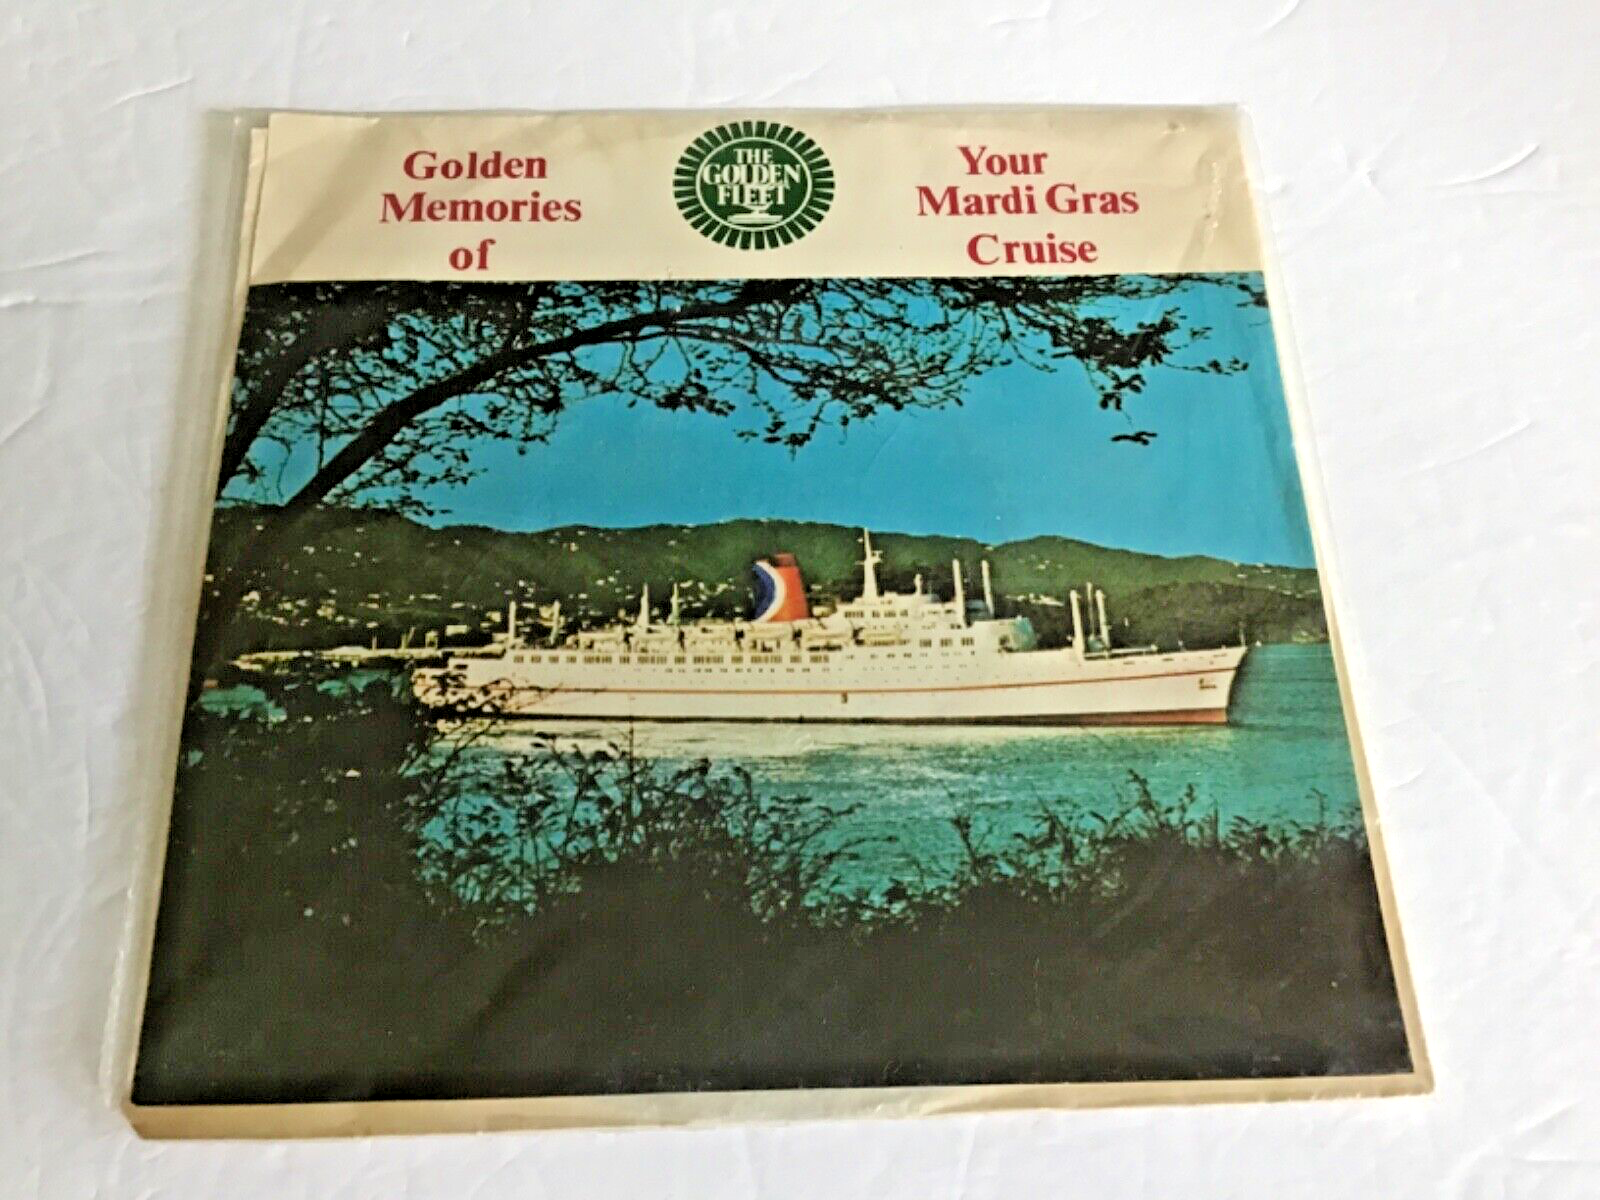 Golden
Memories
of
THE
GOLDEN
FLEET
Your
Mardi Gras
Cruise